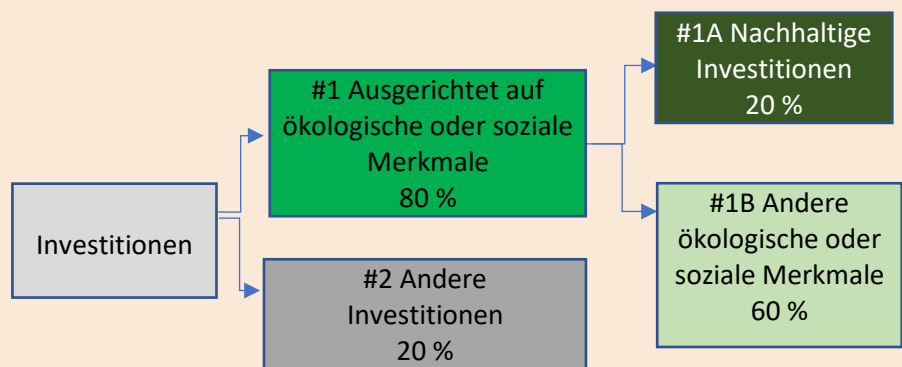 Investitionen
#1 Ausgerichtet auf
ökologische oder soziale
Merkmale
80 %
#2 Andere
Investitionen
20 %
#1A Nachhaltige
Investitionen
20 %
#1B Andere
ökologische oder
soziale Merkmale
60 %